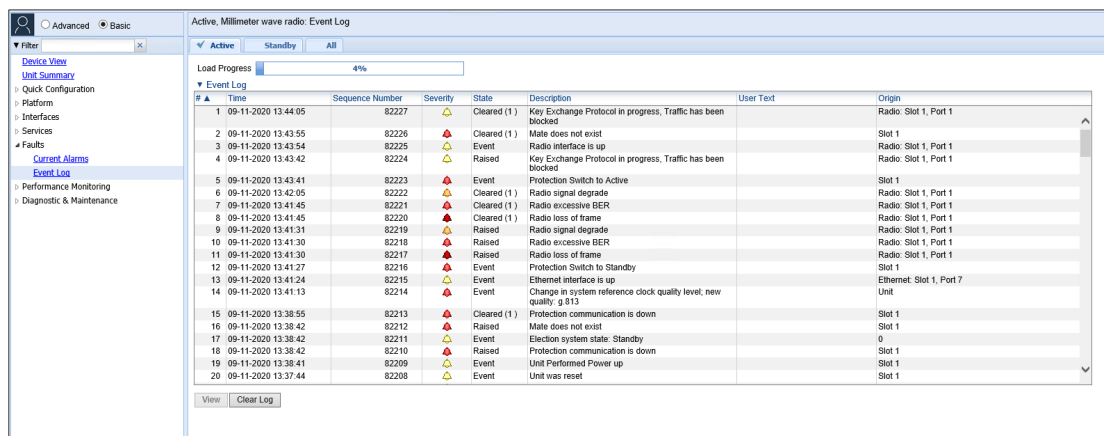 Advanced Basic
Active, Millimeter wave radio: Event Log
Filter ×
Active Standby All
Device View
Unit Summary
Quick Configuration
Platform
Interfaces
Services
Faults
Current Alarms
Event Log
Performance Monitoring
Diagnostic & Maintenance
Load Progress 4%
Event Log
# ▲ Time Sequence Number Severity State Description User Text Origin
1 09-11-2020 13:44:05 82227 Cleared (1 ) Key Exchange Protocol in progress, Traffic has been Radio: Slot 1, Port 1
blocked
2 09-11-2020 13:43:55 82226 Cleared (1 ) Mate does not exist Slot 1
3 09-11-2020 13:43:54 82225 Event Radio interface is up Radio: Slot 1, Port 1
4 09-11-2020 13:43:42 82224 Raised Key Exchange Protocol in progress, Traffic has been Radio: Slot 1, Port 1
blocked
5 09-11-2020 13:43:41 82223 Event Protection Switch to Active Slot 1
6 09-11-2020 13:42:05 82222 Cleared (1 ) Radio signal degrade Radio: Slot 1, Port 1
7 09-11-2020 13:41:45 82221 Cleared (1 ) Radio excessive BER Radio: Slot 1, Port 1
8 09-11-2020 13:41:45 82220 Cleared (1 ) Radio loss of frame Radio: Slot 1, Port 1
9 09-11-2020 13:41:31 82219 Raised Radio signal degrade Radio: Slot 1, Port 1
10 09-11-2020 13:41:30 82218 Raised Radio excessive BER Radio: Slot 1, Port 1
11 09-11-2020 13:41:30 82217 Raised Radio loss of frame Radio: Slot 1, Port 1
12 09-11-2020 13:41:27 82216 Event Protection Switch to Standby Slot 1
13 09-11-2020 13:41:24 82215 Event Ethernet interface is up Ethernet: Slot 1, Port 7
14 09-11-2020 13:41:13 82214 Event Change in system reference clock quality level; new Unit
quality: g.813
15 09-11-2020 13:38:55 82213 Cleared (1 ) Protection communication is down Slot 1
16 09-11-2020 13:38:42 82212 Raised Mate does not exist Slot 1
17 09-11-2020 13:38:42 82211 Event Election system state: Standby 0
18 09-11-2020 13:38:42 82210 Raised Protection communication is down Slot 1
19 09-11-2020 13:38:41 82209 Event Unit Performed Power up Slot 1
20 09-11-2020 13:37:44 82208 Event Unit was reset Slot 1
View Clear Log